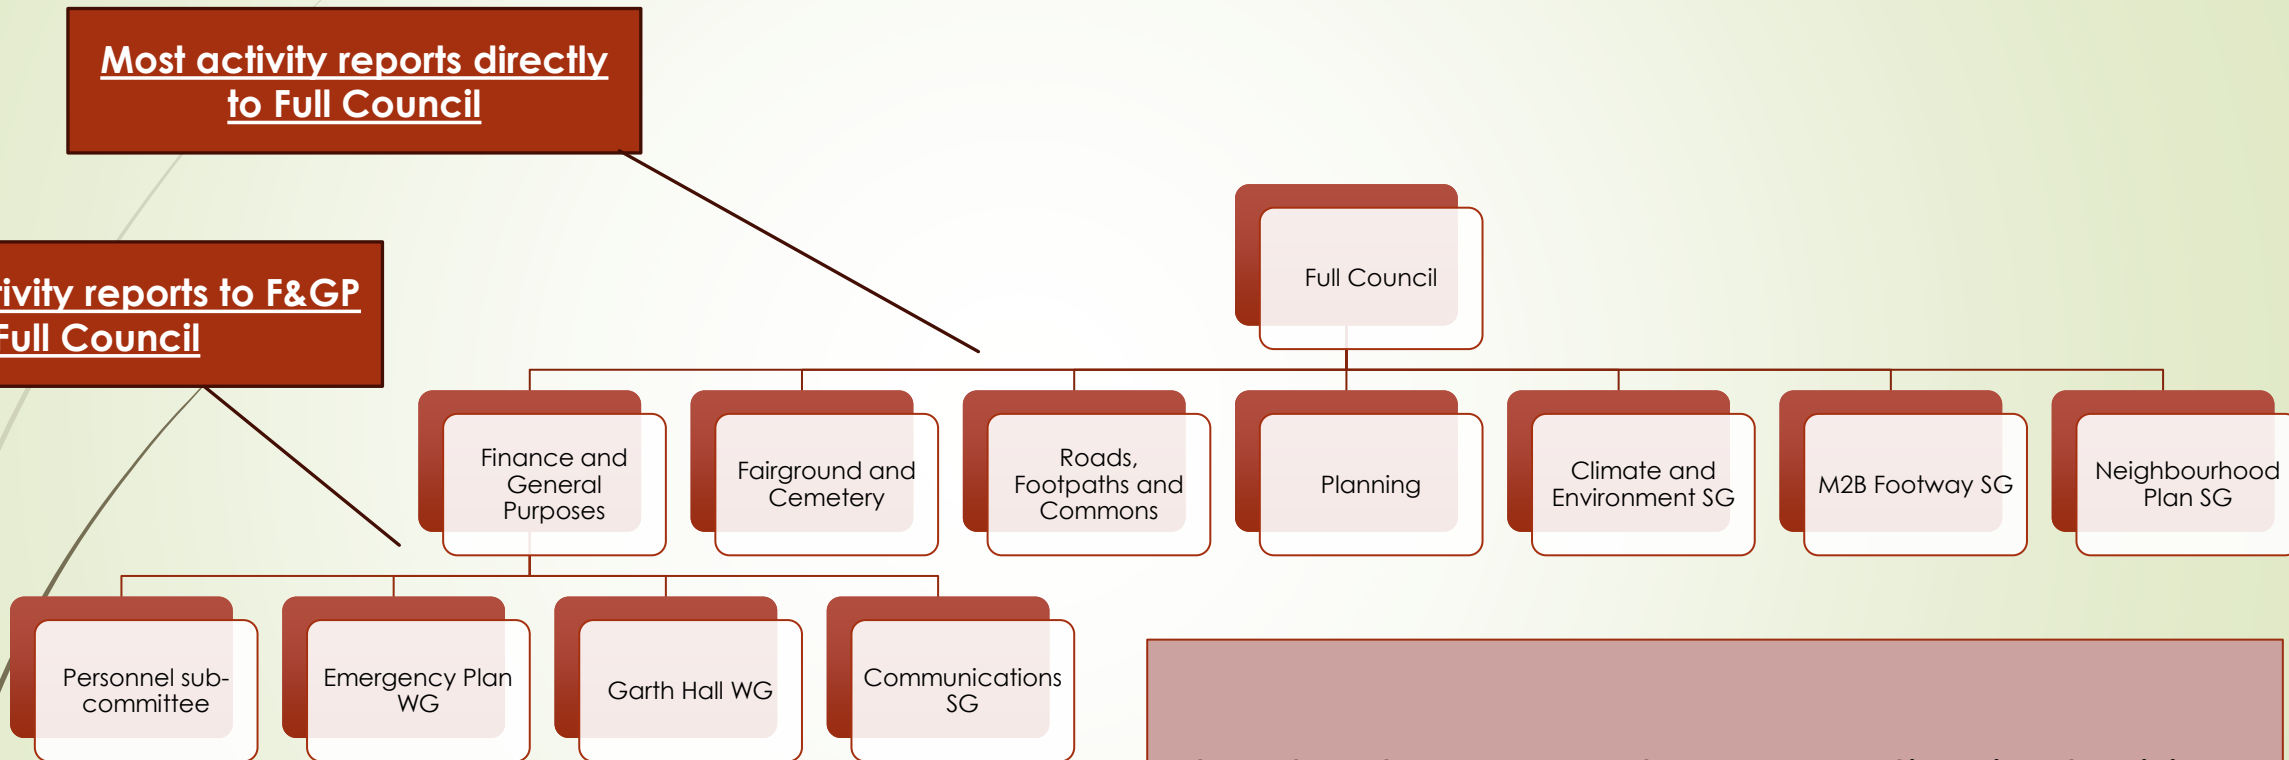 Most activity reports directly
to Full Council
reports to F&GP
Full Council
Full Council
Finance and
General
Purposes
Fairground and
Cemetery
Roads,
Footpaths and
Commons
Planning
Climate and
Environment SG
M2B Footway SG
Neighbourhood
Plan SG
Personnel sub-
committee
Emergency Plan
WG
Garth Hall WG
Communications
SG